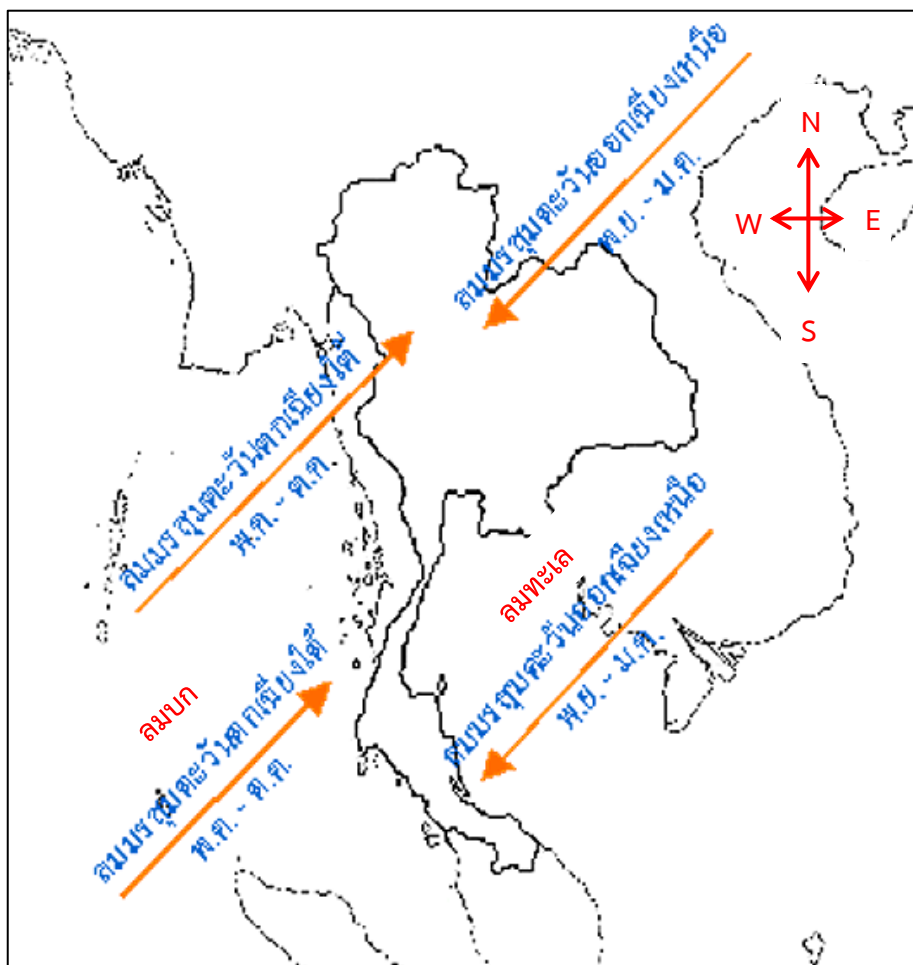 ลมมรสุมตะวันออกเฉียงเหนือ
พ.ย. - ม.ค.
N
W
E
S
ลมมรสุมตะวันตกเฉียงใต้
พ.ค. - ต.ค.
ลมทะเล
ลมมรสุมตะวันออกเฉียงเหนือ
พ.ย. - ม.ค.
ลมบก
ลมมรสุมตะวันตกเฉียงใต้
พ.ค. - ต.ค.